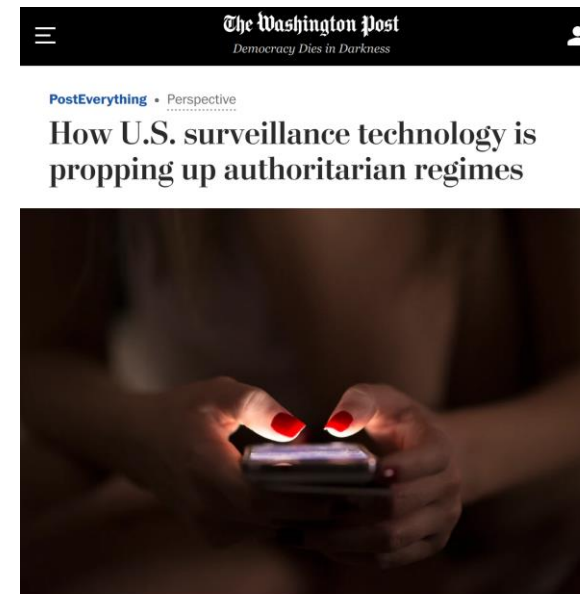 The Washington Post
Democracy Dies in Darkness
PostEverything • Perspective
How U.S. surveillance technology is
propping up authoritarian regimes